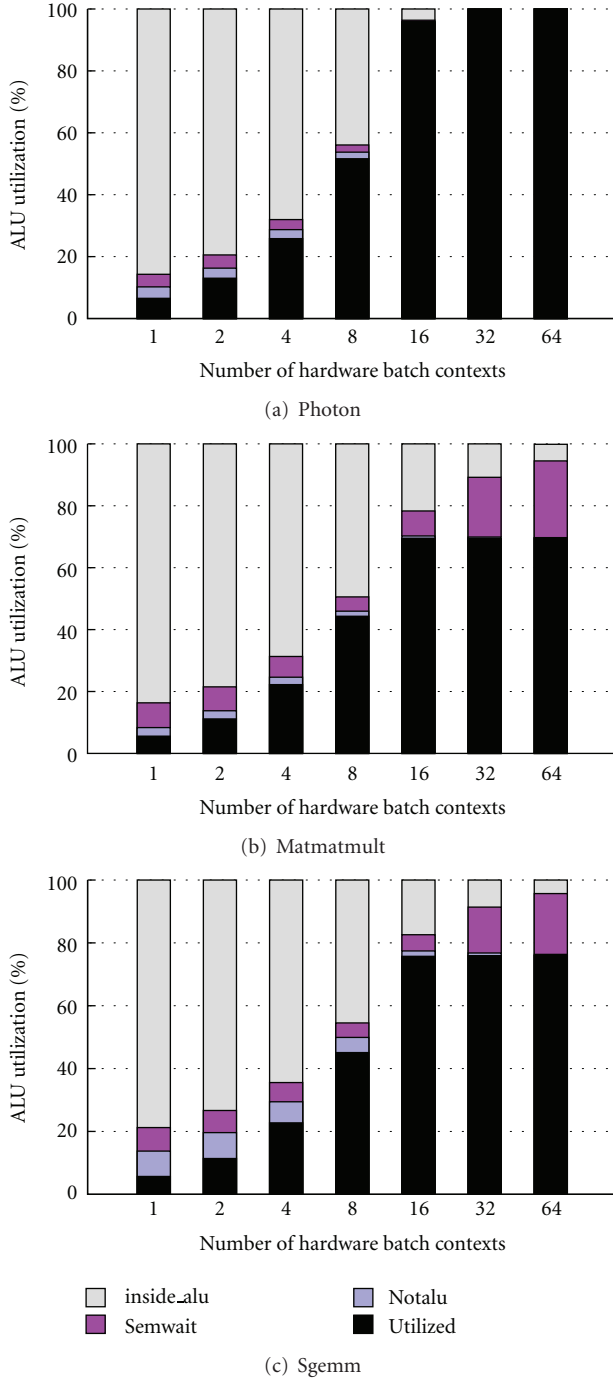 100
80
60
40
20
0
ALU utilization (%)
1 2 4 8 16 32 64
Number of hardware batch contexts
(a) Photon
100
80
60
40
20
0
ALU utilization (%)
1 2 4 8 16 32 64
Number of hardware batch contexts
(b) Matmatmult
100
80
60
40
20
0
ALU utilization (%)
1 2 4 8 16 32 64
Number of hardware batch contexts
inside_alu Notalu
Semwait Utilized
(c) Sgemm